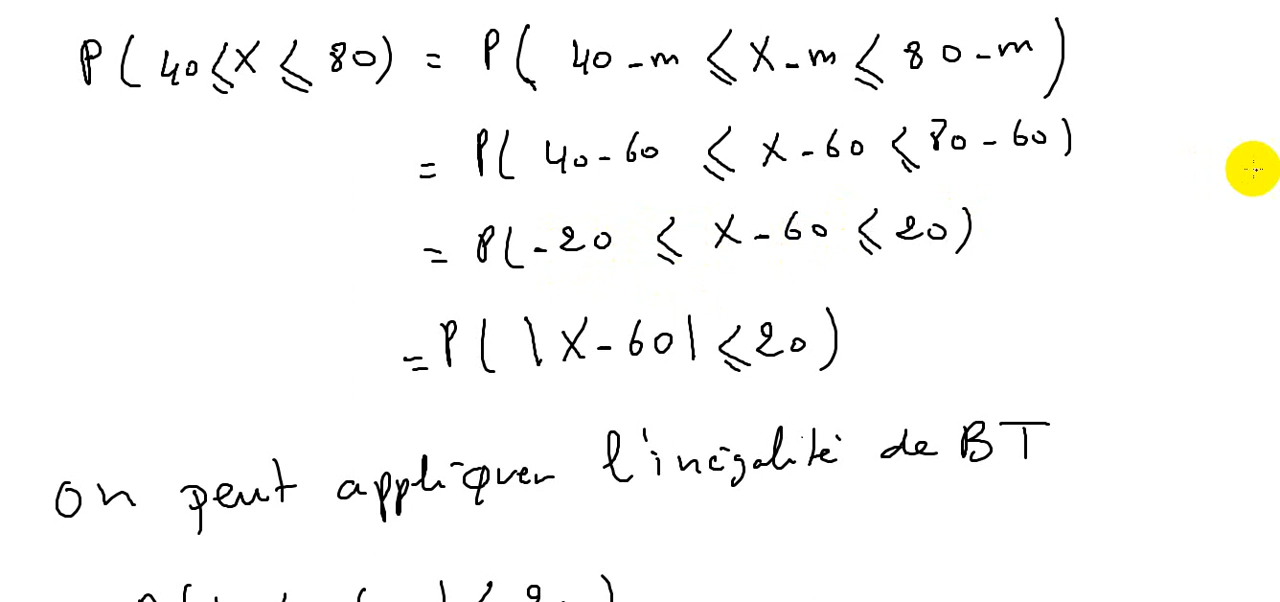 P( 40 ⩽ X ⩽ 80) = P( 40 - m ⩽ X - m ⩽ 80 - m )
= P( 40 - 60 ⩽ X - 60 ⩽ 80 - 60 )
= P( - 20 ⩽ X - 60 ⩽ 20 )
= P( | X - 60 | ⩽ 20 )
on peut appliquer l'inégalité de BT